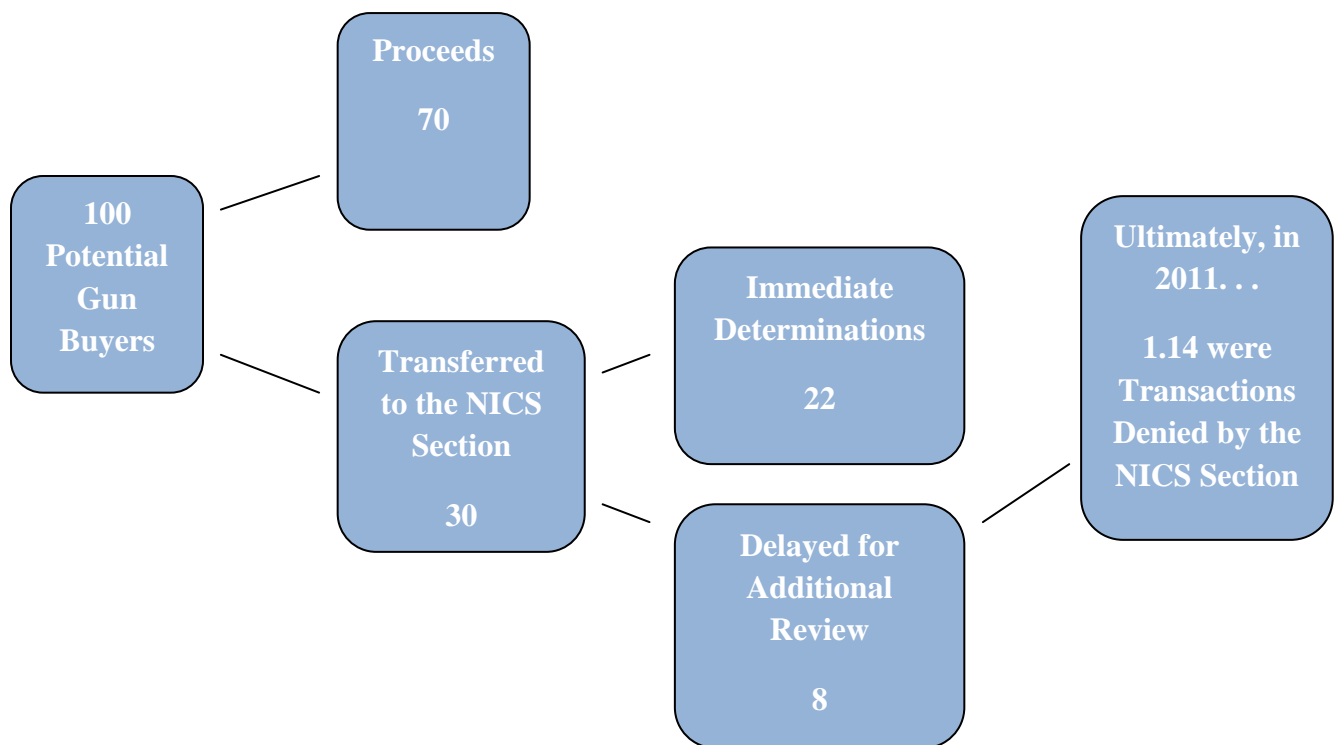 Proceeds
70
100
Potential
Gun
Buyers
Transferred
to the NICS
Section
30
Immediate
Determinations
22
Delayed for
Additional
Review
8
Ultimately, in
2011. . .
1.14 were
Transactions
Denied by the
NICS Section